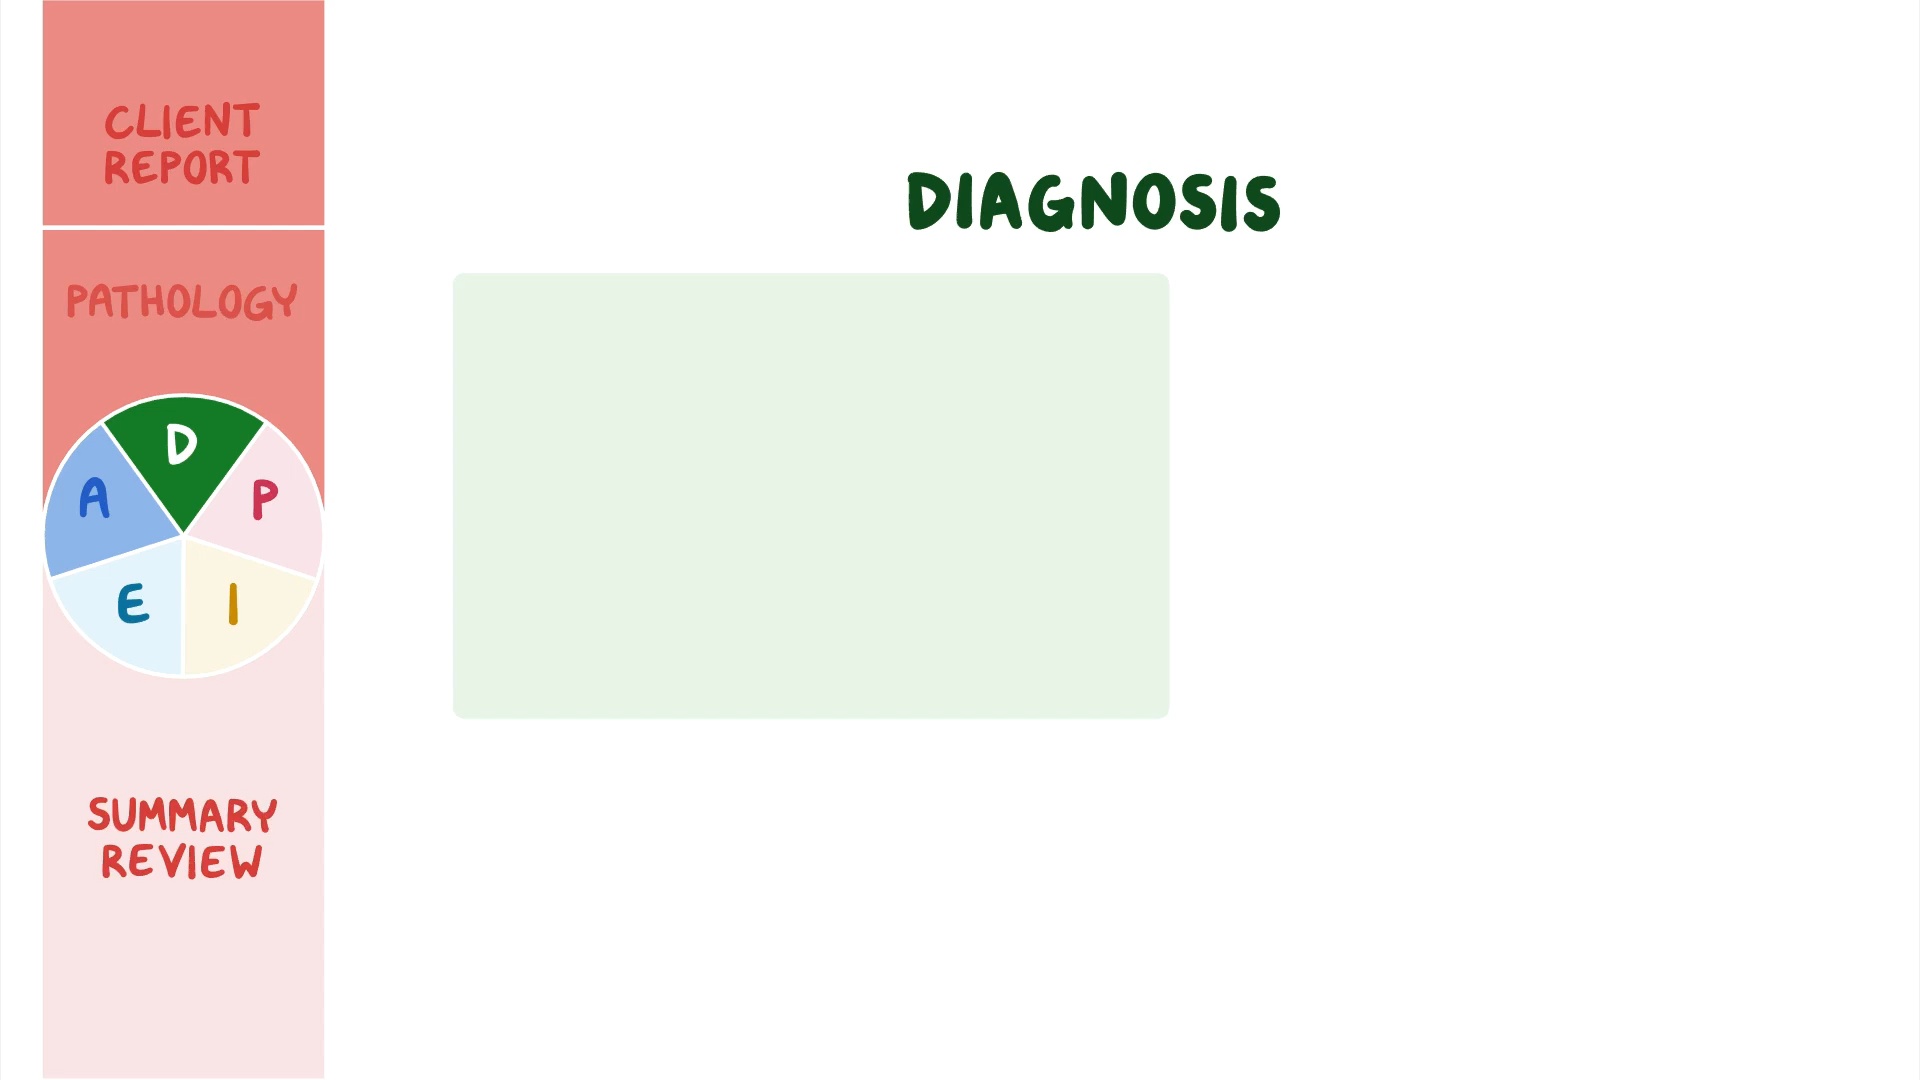 CLIENT
REPORT
PATHOLOGY
DIAGNOSIS
A
D
P
E
I
SUMMARY
REVIEW